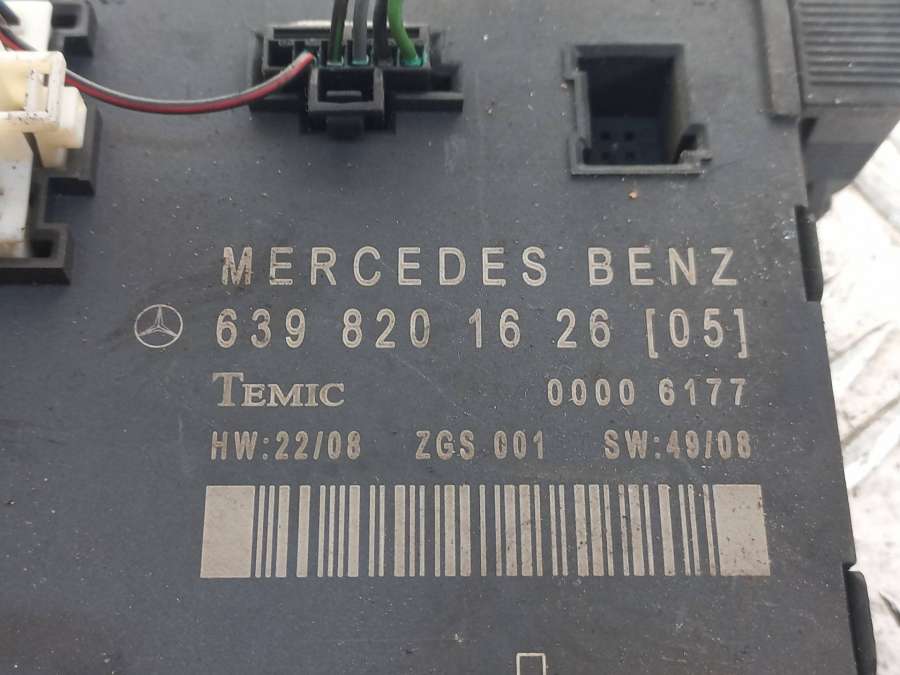 MERCEDES BENZ
639 820 16 26 [05]
TEMIC 0000 6177
HW:22/08 ZGS 001 SW:49/08